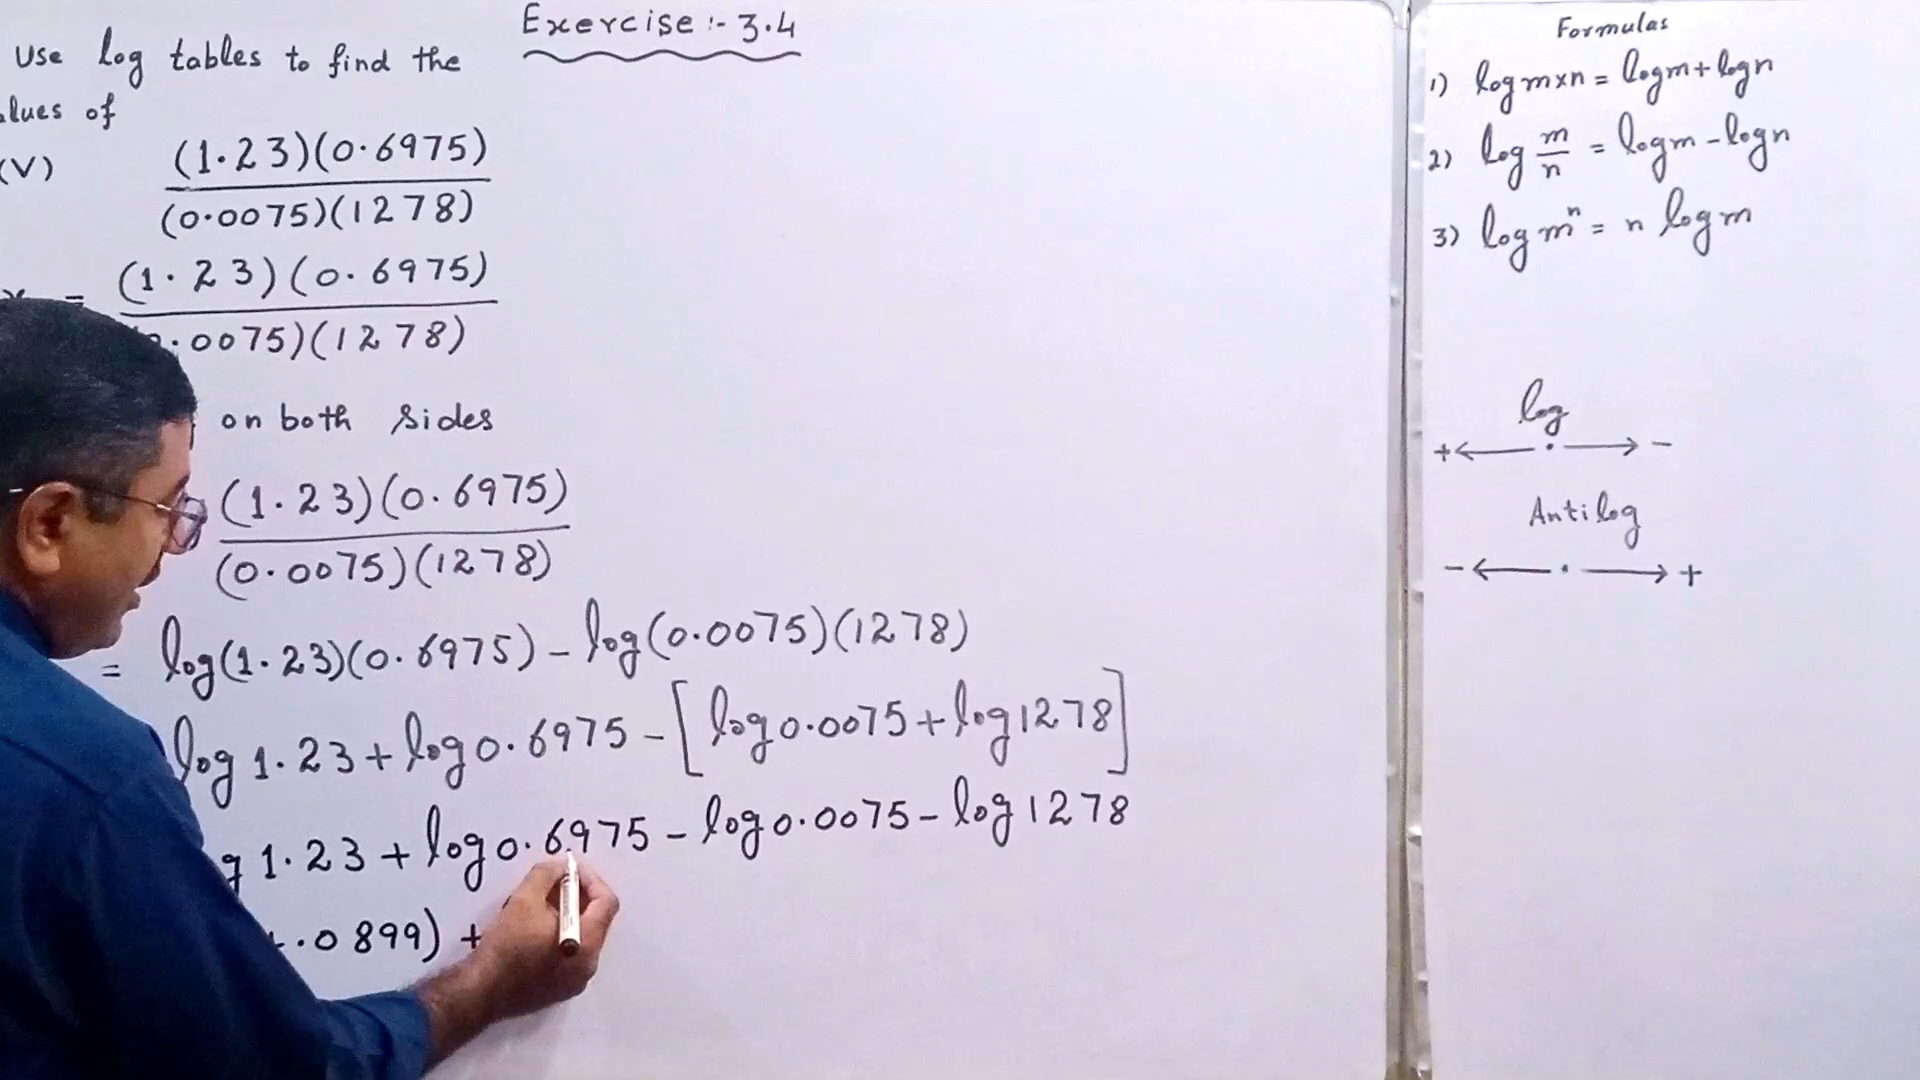 Exercise :- 3.4
Use log tables to find the
lues of
(V) (1.23)(0.6975)
(0.0075)(1278)
= (1.23)(0.6975)
.0075)(1278)
on both sides
(1.23)(0.6975)
(0.0075)(1278)
= log(1.23)(0.6975) - log(0.0075)(1278)
log 1.23 + log 0.6975 - [log 0.0075 + log 1278]
g 1.23 + log 0.6975 - log 0.0075 - log 1278
.0899) +
Formulas
1) log m×n = log m + log n
2) log m/n = log m - log n
3) log mⁿ = n log m
log
+ ← . → -
Antilog
- ← . → +